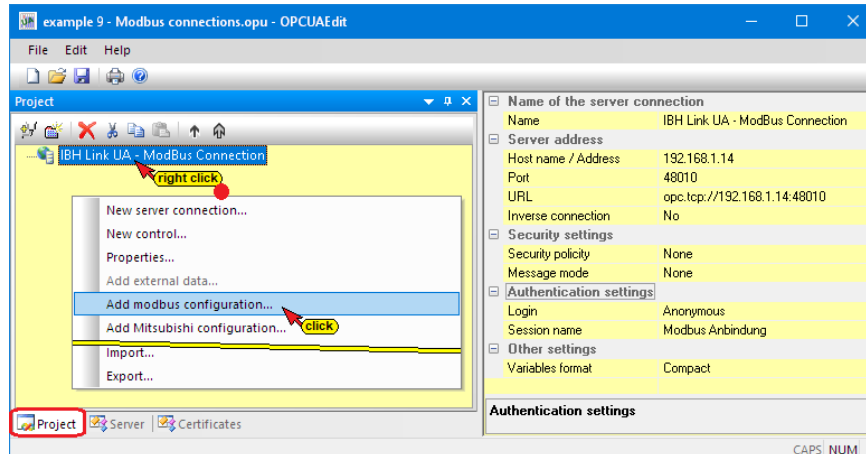 example 9 - Modbus connections.opu - OPCUAEdit
File Edit Help
Project
IBH Link UA - ModBus Connection
right click
New server connection...
New control...
Properties...
Add external data...
Add modbus configuration...
Add Mitsubishi configuration...
click
Import...
Export...
Project Server Certificates
Name of the server connection
Name IBH Link UA - ModBus Connection
Server address
Host name / Address 192.168.1.14
Port 48010
URL opc.tcp://192.168.1.14:48010
Inverse connection No
Security settings
Security policity None
Message mode None
Authentication settings
Login Anonymous
Session name Modbus Anbindung
Other settings
Variables format Compact
Authentication settings
CAPS NUM